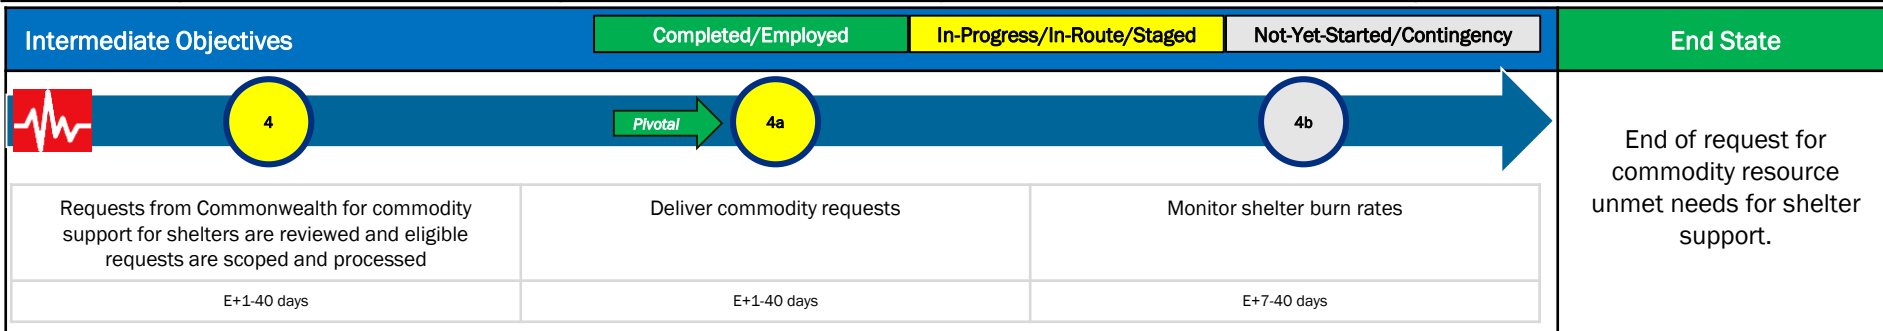 Intermediate Objectives
Completed/Employed
In-Progress/In-Route/Staged
Not-Yet-Started/Contingency
End State
4
Pivotal
4a
4b
Requests from Commonwealth for commodity
support for shelters are reviewed and eligible
requests are scoped and processed
Deliver commodity requests
Monitor shelter burn rates
E+1-40 days
E+1-40 days
E+7-40 days
End of request for
commodity resource
unmet needs for shelter
support.